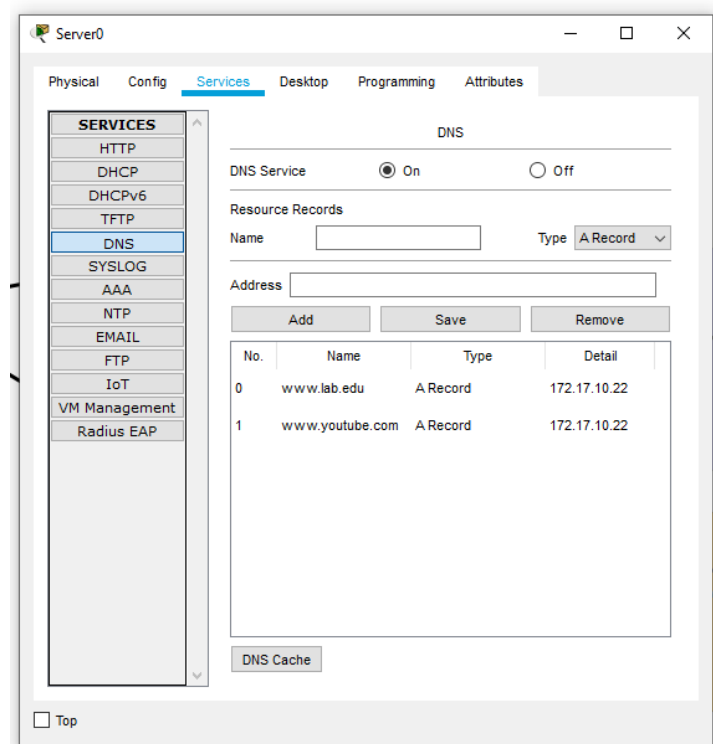 Server0
Physical Config Services Desktop Programming Attributes
SERVICES
HTTP
DHCP
DHCPv6
TFTP
DNS
SYSLOG
AAA
NTP
EMAIL
FTP
IoT
VM Management
Radius EAP
DNS
DNS Service On Off
Resource Records
Name Type A Record
Address
Add Save Remove
No. Name Type Detail
0 www.lab.edu A Record 172.17.10.22
1 www.youtube.com A Record 172.17.10.22
DNS Cache
Top